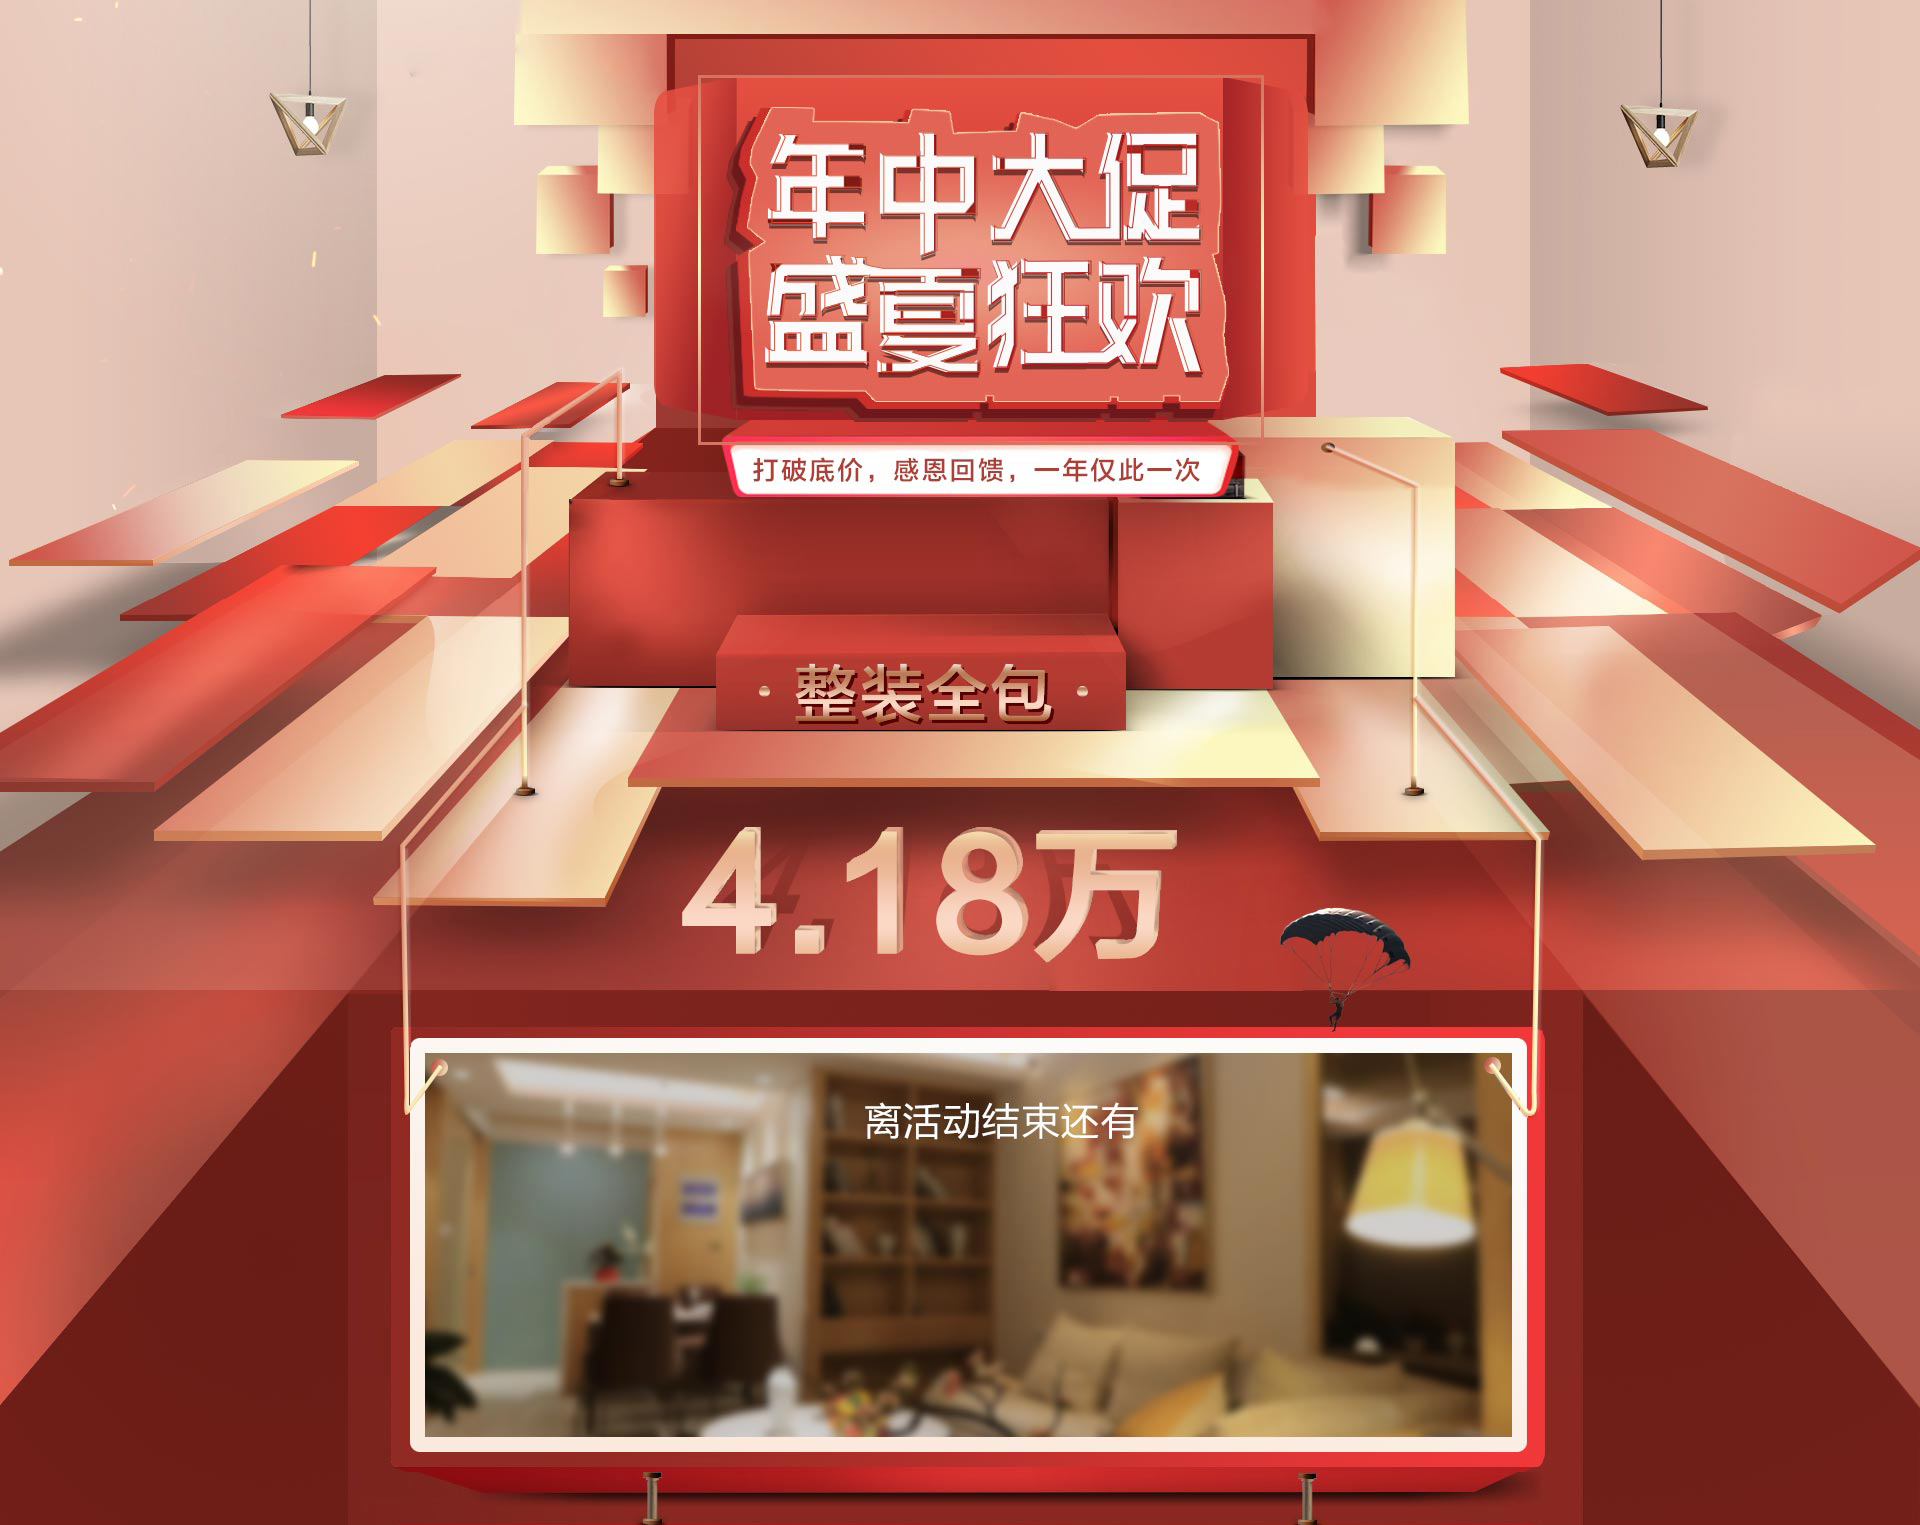 年中大促
盛夏狂欢
打破底价，感恩回馈，一年仅此一次
·整装全包·
4.18万
离活动结束还有